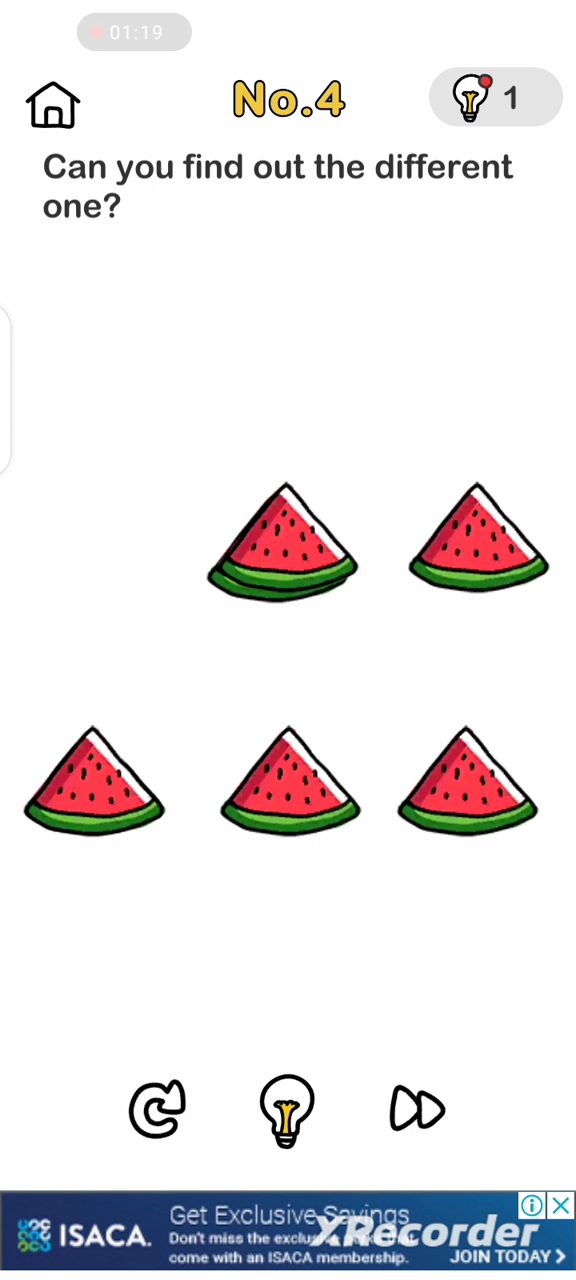 01:19
No.4
1
Can you find out the different
one?
Get Exclusive Savings
ISACA.
Don't miss the exclusive
come with an ISACA membership.
XRecorder
JOIN TODAY >